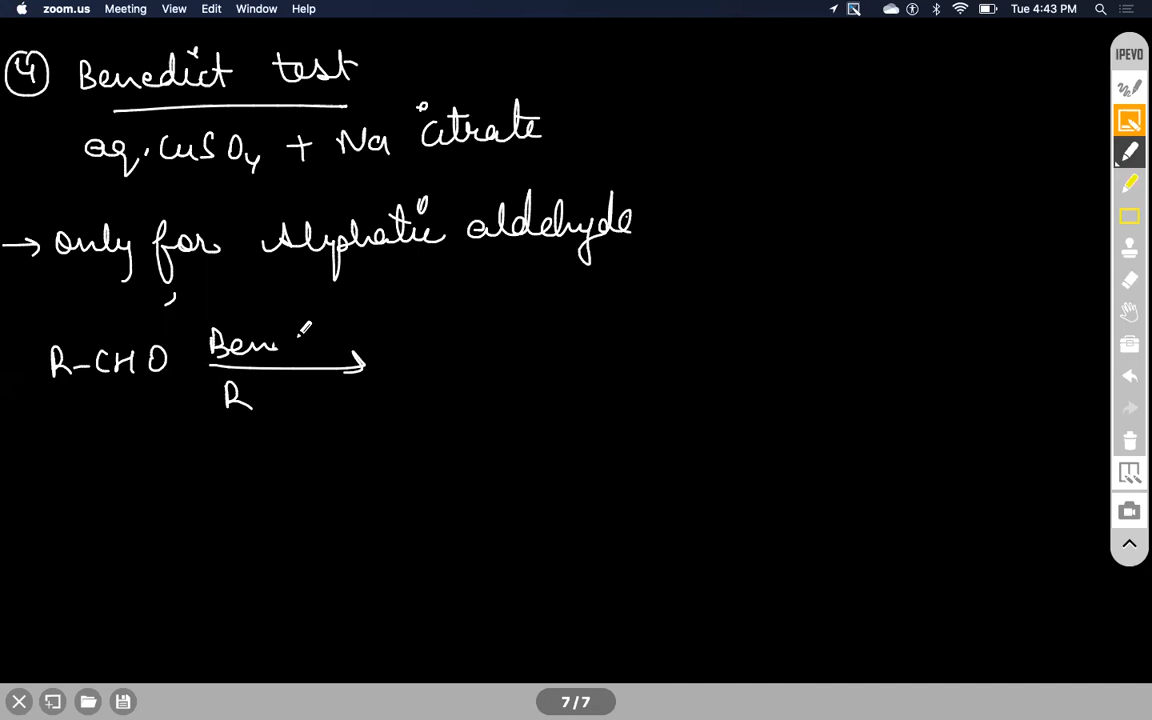 zoom.us Meeting View Edit Window Help Tue 4:43 PM
IPEVO
4 Benedict test
aq. CuSO4 + Na citrate
→ only for Alyphatic aldehyde
R-CHO Ben
R
7/7